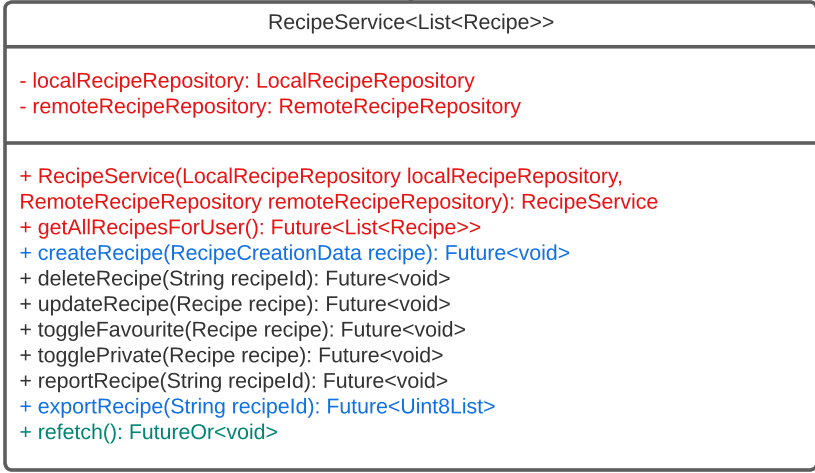 RecipeService<List<Recipe>>
- localRecipeRepository: LocalRecipeRepository
- remoteRecipeRepository: RemoteRecipeRepository
+ RecipeService(LocalRecipeRepository localRecipeRepository,
RemoteRecipeRepository remoteRecipeRepository): RecipeService
+ getAllRecipesForUser(): Future<List<Recipe>>
+ createRecipe(RecipeCreationData recipe): Future<void>
+ deleteRecipe(String recipeId): Future<void>
+ updateRecipe(Recipe recipe): Future<void>
+ toggleFavourite(Recipe recipe): Future<void>
+ togglePrivate(Recipe recipe): Future<void>
+ reportRecipe(String recipeId): Future<void>
+ exportRecipe(String recipeId): Future<Uint8List>
+ refetch(): FutureOr<void>